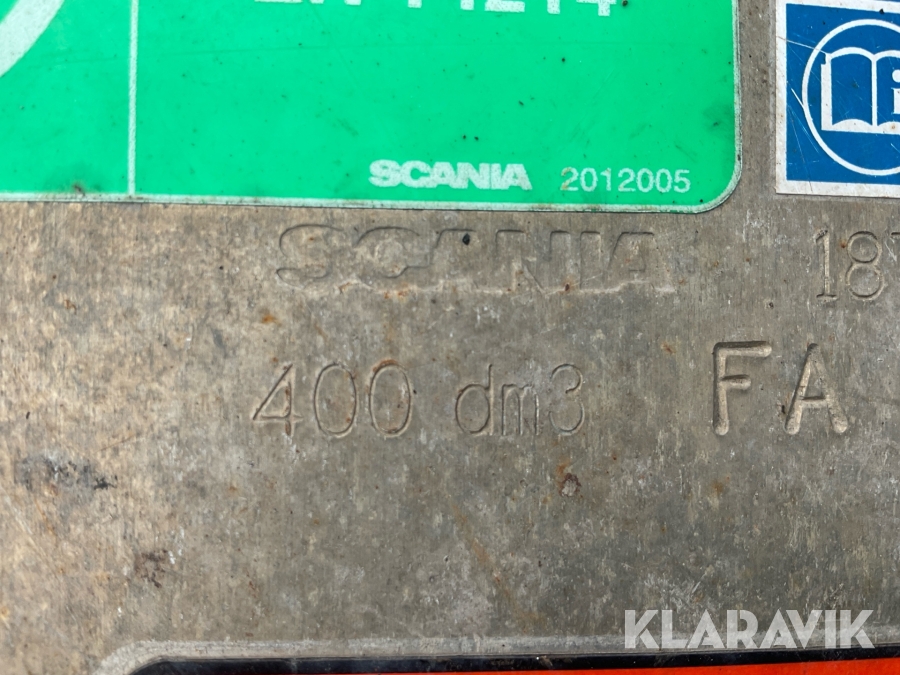 SCANIA 2012005
SCANIA
400 dm3 FA
KLARAVIK